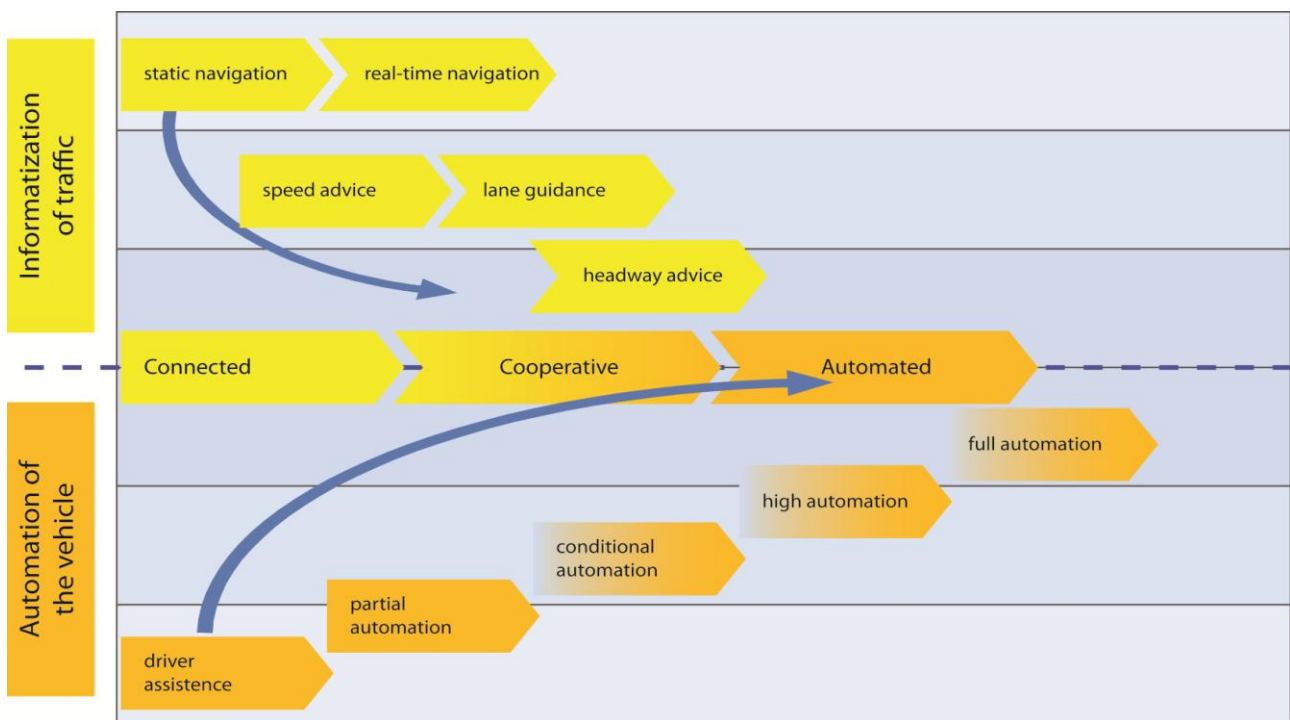 Informatization
of traffic
static navigation
real-time navigation
speed advice
lane guidance
headway advice
Connected
Cooperative
Automated
Automation of
the vehicle
full automation
high automation
conditional
automation
partial
automation
driver
assistence